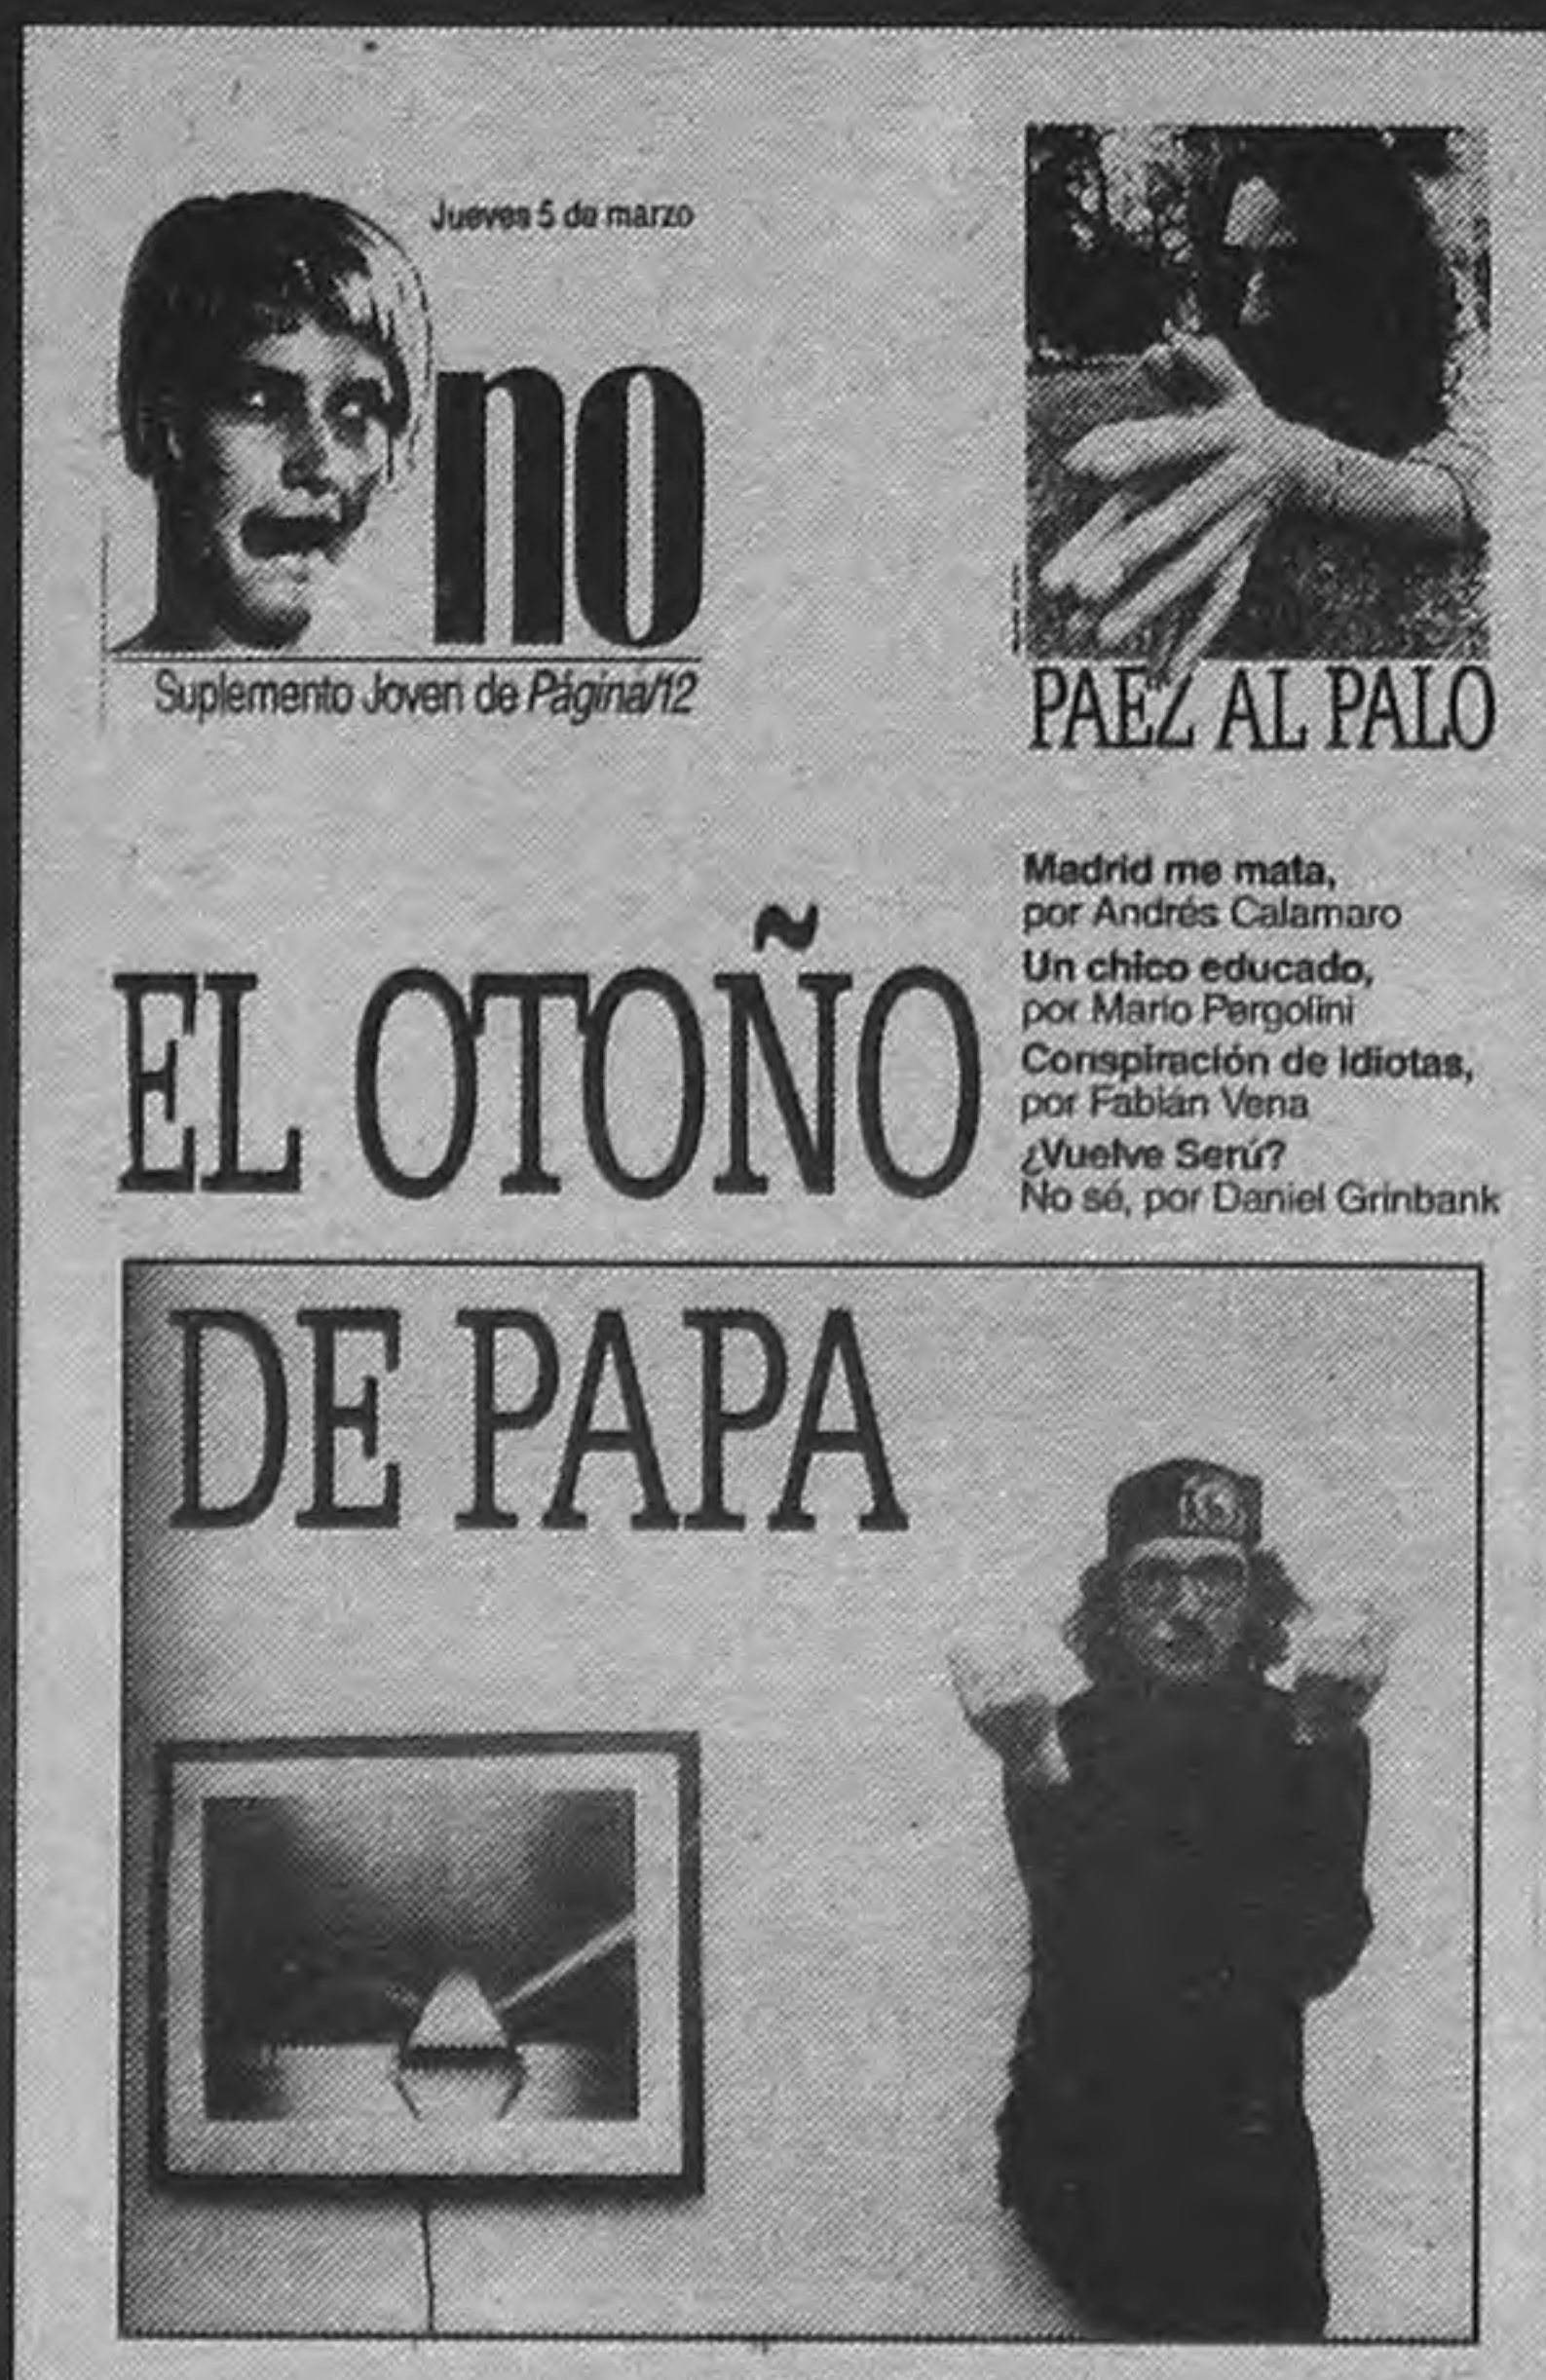 Jueves 5 de marzo
no
Suplemento Joven de Página/12
PAEZ AL PALO
Madrid me mata,
por Andrés Calamaro
Un chico educado,
por Mario Pergolini
Conspiración de idiotas,
por Fabián Vena
¿Vuelve Serú?
No sé, por Daniel Grinbank
EL OTOÑO
DE PAPA